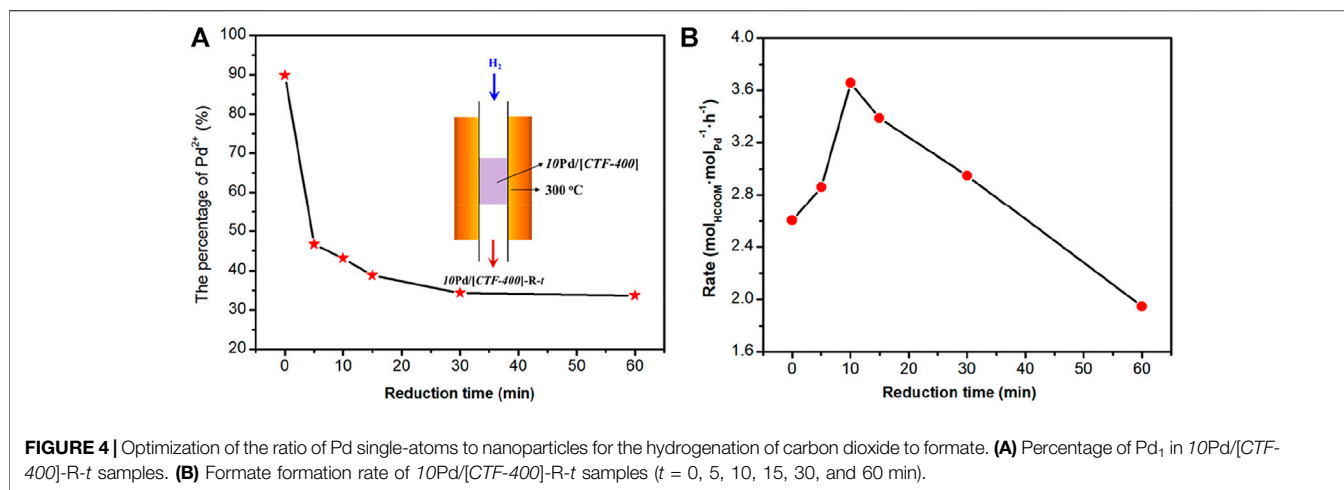 A
100
90
80
70
60
50
40
30
20
The percentage of Pd²⁺ (%)
0 10 20 30 40 50 60
Reduction time (min)
H₂
10Pd/[CTF-400]
300 °C
10Pd/[CTF-400]-R-t
B
4.0
3.6
3.2
2.8
2.4
2.0
1.6
Rate (mol_HCOOM·mol_Pd⁻¹·h⁻¹)
0 10 20 30 40 50 60
Reduction time (min)
FIGURE 4 | Optimization of the ratio of Pd single-atoms to nanoparticles for the hydrogenation of carbon dioxide to formate. (A) Percentage of Pd₁ in 10Pd/[CTF-
400]-R-t samples. (B) Formate formation rate of 10Pd/[CTF-400]-R-t samples (t = 0, 5, 10, 15, 30, and 60 min).